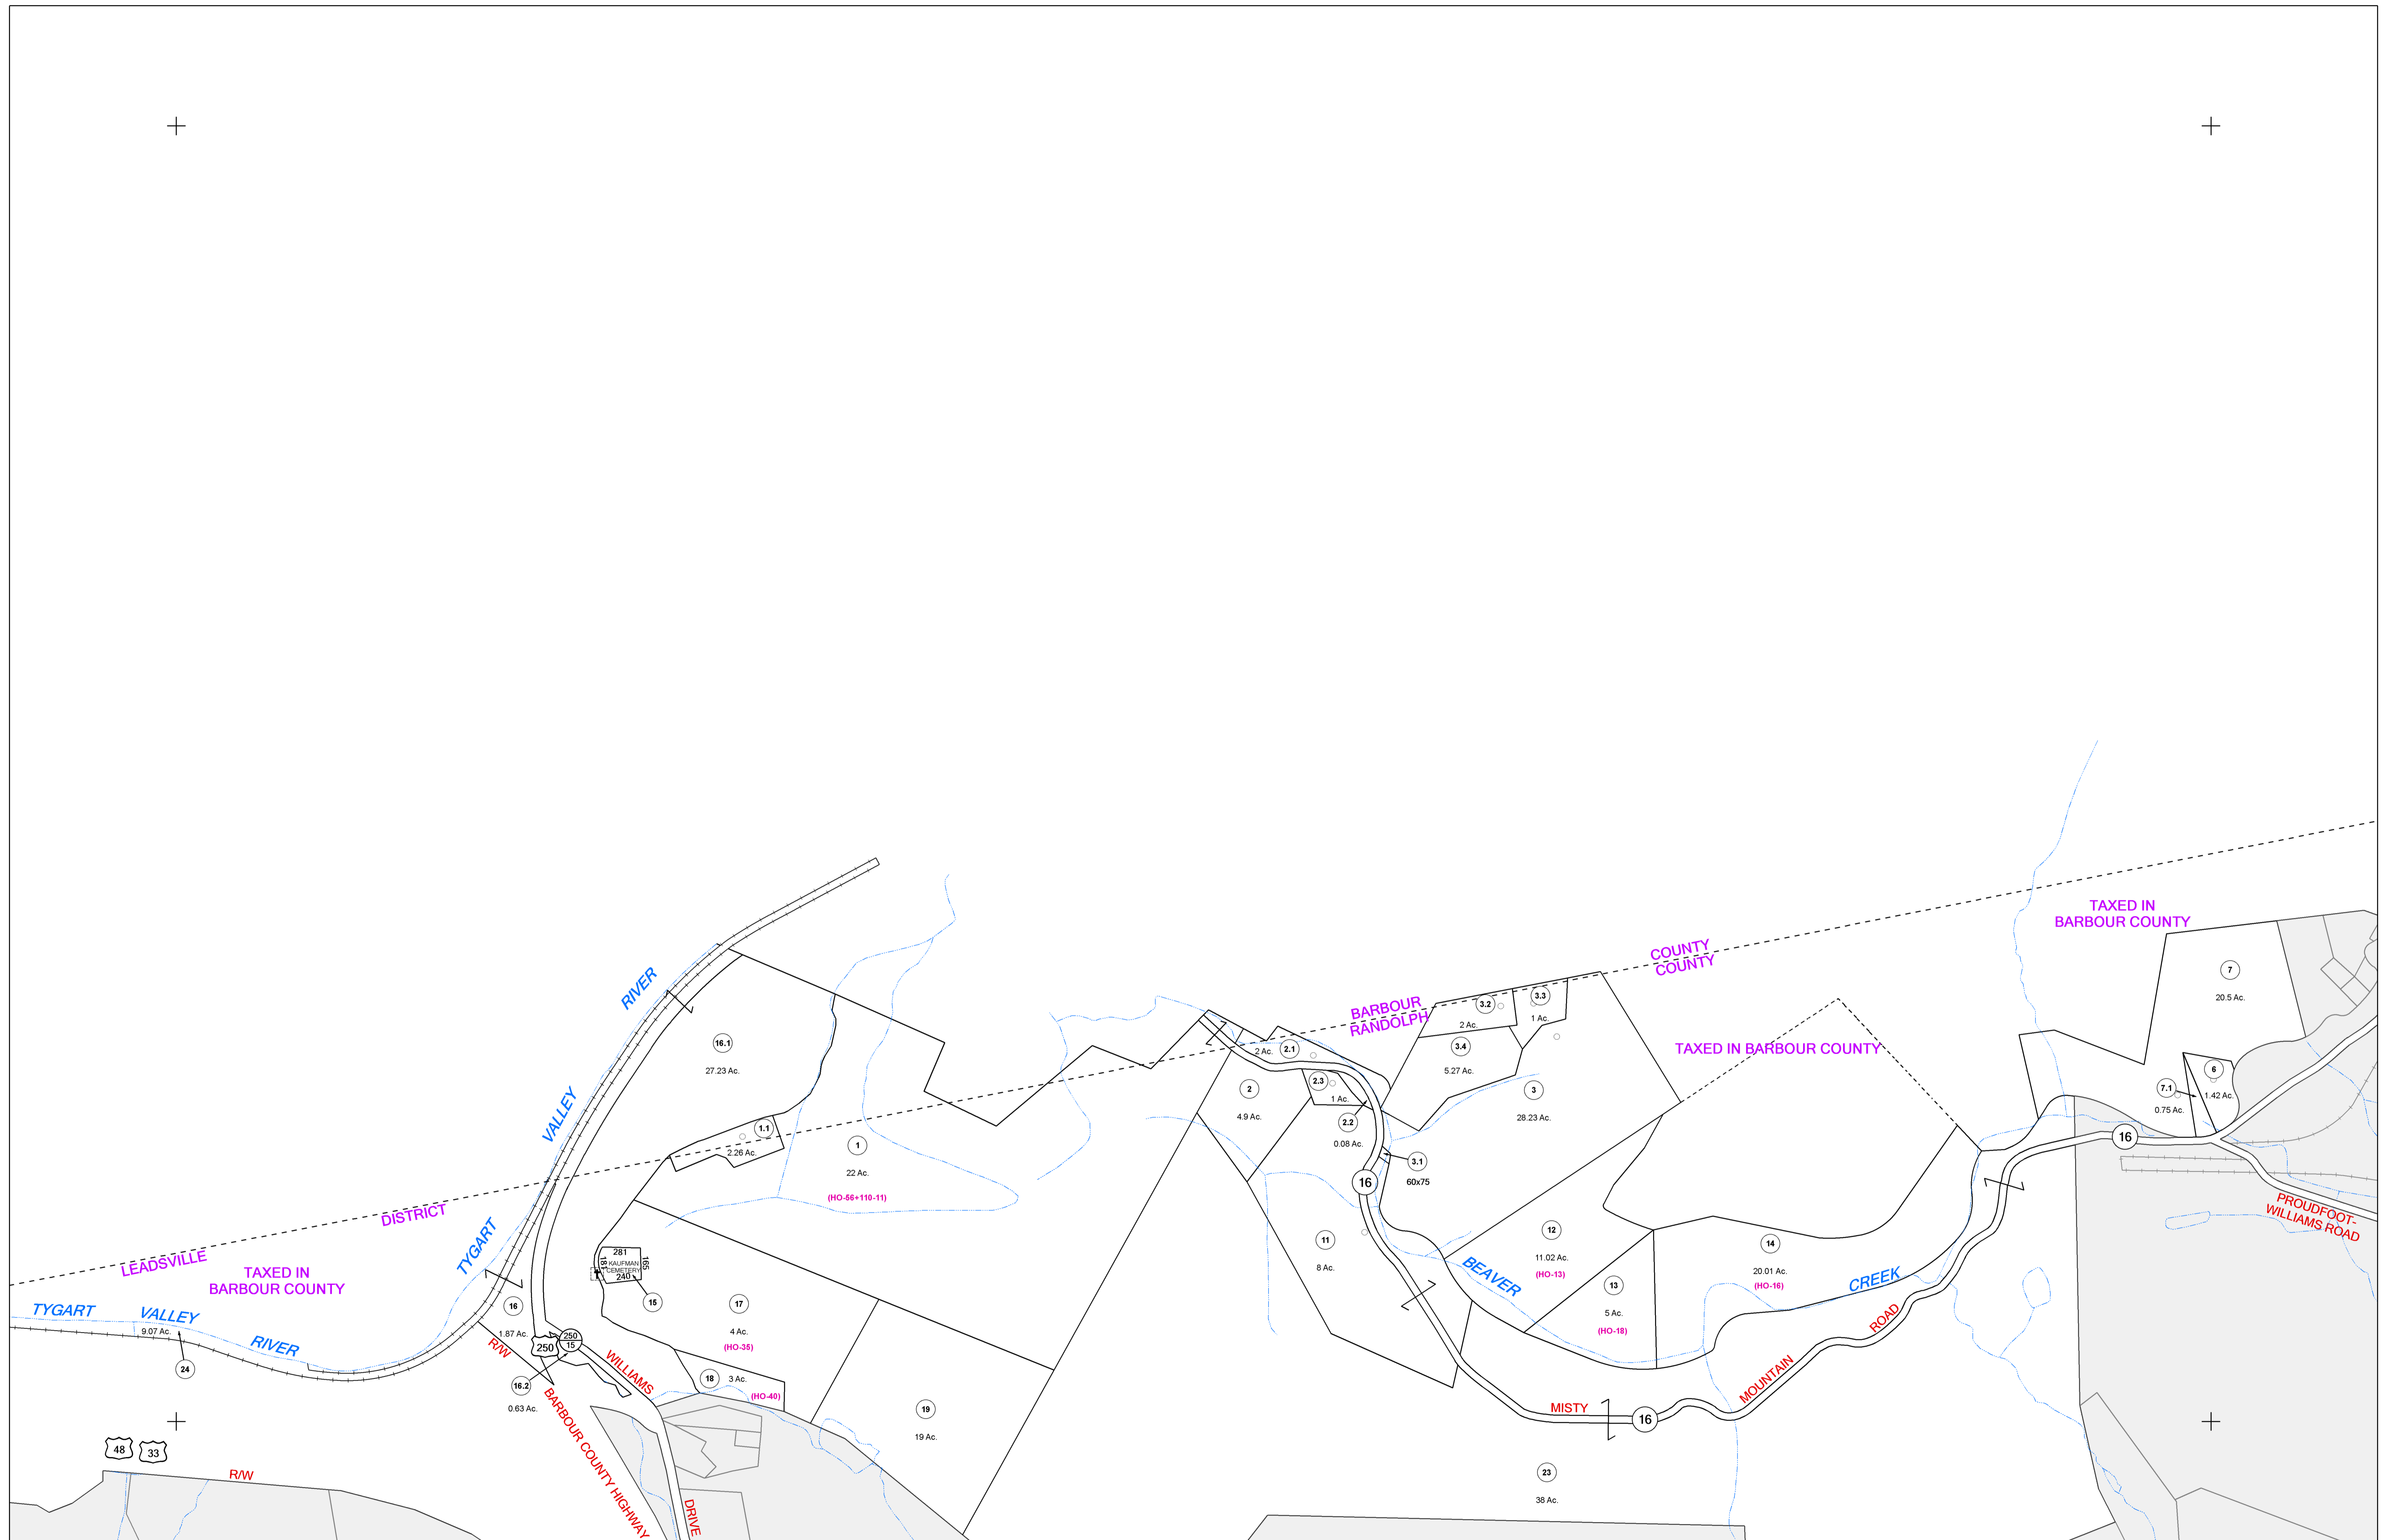 TAXED IN
BARBOUR COUNTY
7
20.5 Ac.
COUNTY
COUNTY
BARBOUR
RANDOLPH
TAXED IN BARBOUR COUNTY
RIVER
VALLEY
TYGART
16.1
27.23 Ac.
1.1
2.26 Ac.
1
22 Ac.
(HO-56+110-11)
2 Ac.
2.1
2
4.9 Ac.
2.3
1 Ac.
2.2
0.08 Ac.
3.2
2 Ac.
3.3
1 Ac.
3.4
5.27 Ac.
3
28.23 Ac.
3.1
60x75
16
6
1.42 Ac.
7.1
0.75 Ac.
16
PROUDFOOT-
WILLIAMS ROAD
LEADSVILLE
DISTRICT
TAXED IN
BARBOUR COUNTY
TYGART
VALLEY
RIVER
9.07 Ac.
24
281
181
KAUFMAN
CEMETERY
165
240
15
16
1.87 Ac.
R/W
250
250
15
16.2
0.63 Ac.
17
4 Ac.
(HO-35)
18
3 Ac.
(HO-40)
19
19 Ac.
WILLIAMS
DRIVE
BARBOUR COUNTY HIGHWAY
48
33
R/W
11
8 Ac.
BEAVER
CREEK
12
11.02 Ac.
(HO-13)
13
5 Ac.
(HO-18)
14
20.01 Ac.
(HO-16)
MISTY
16
MOUNTAIN
ROAD
23
38 Ac.